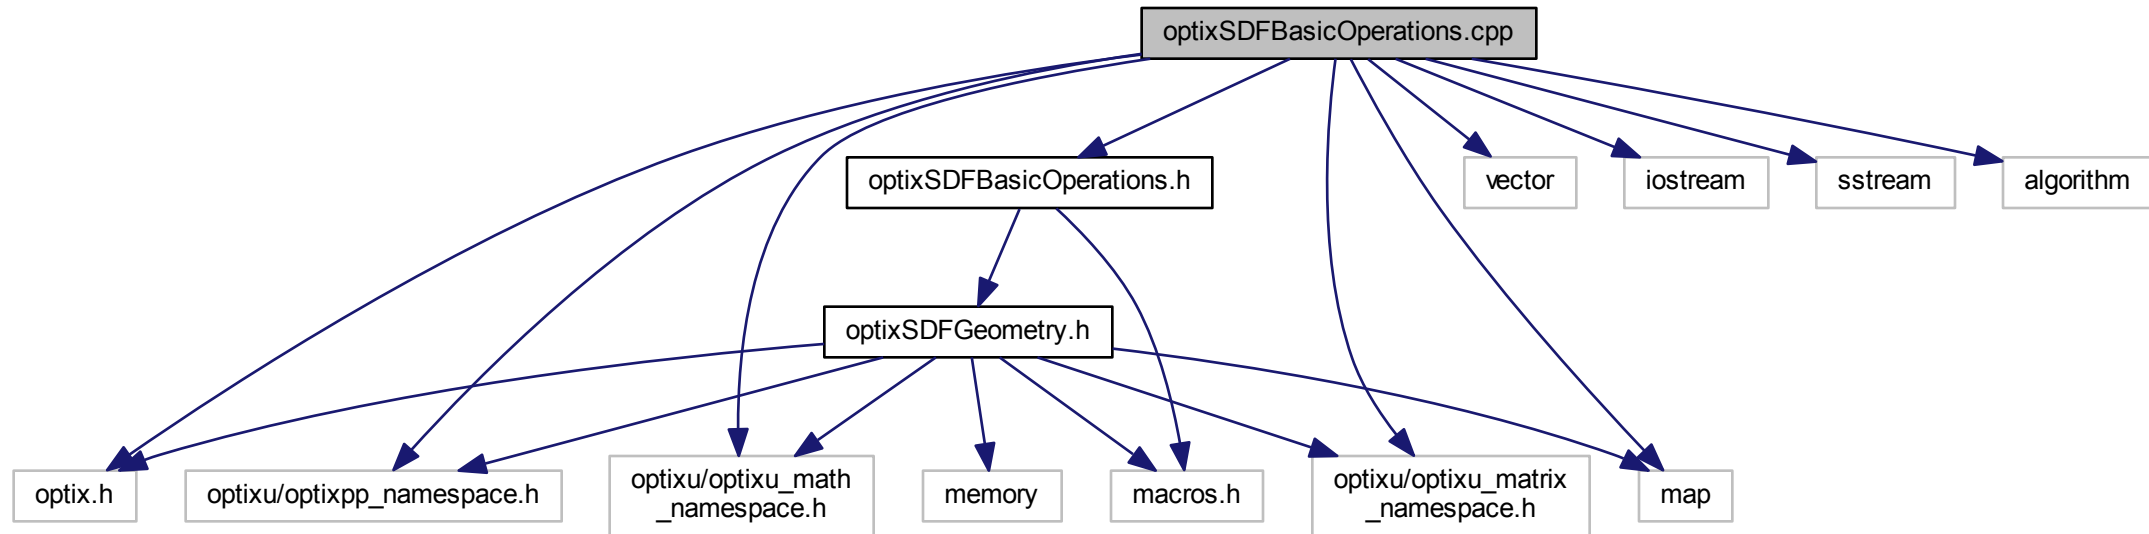 optixSDFBasicOperations.cpp
optixSDFBasicOperations.h
vector
iostream
sstream
algorithm
optixSDFGeometry.h
optix.h
optixu/optixpp_namespace.h
optixu/optixu_math
_namespace.h
memory
macros.h
optixu/optixu_matrix
_namespace.h
map